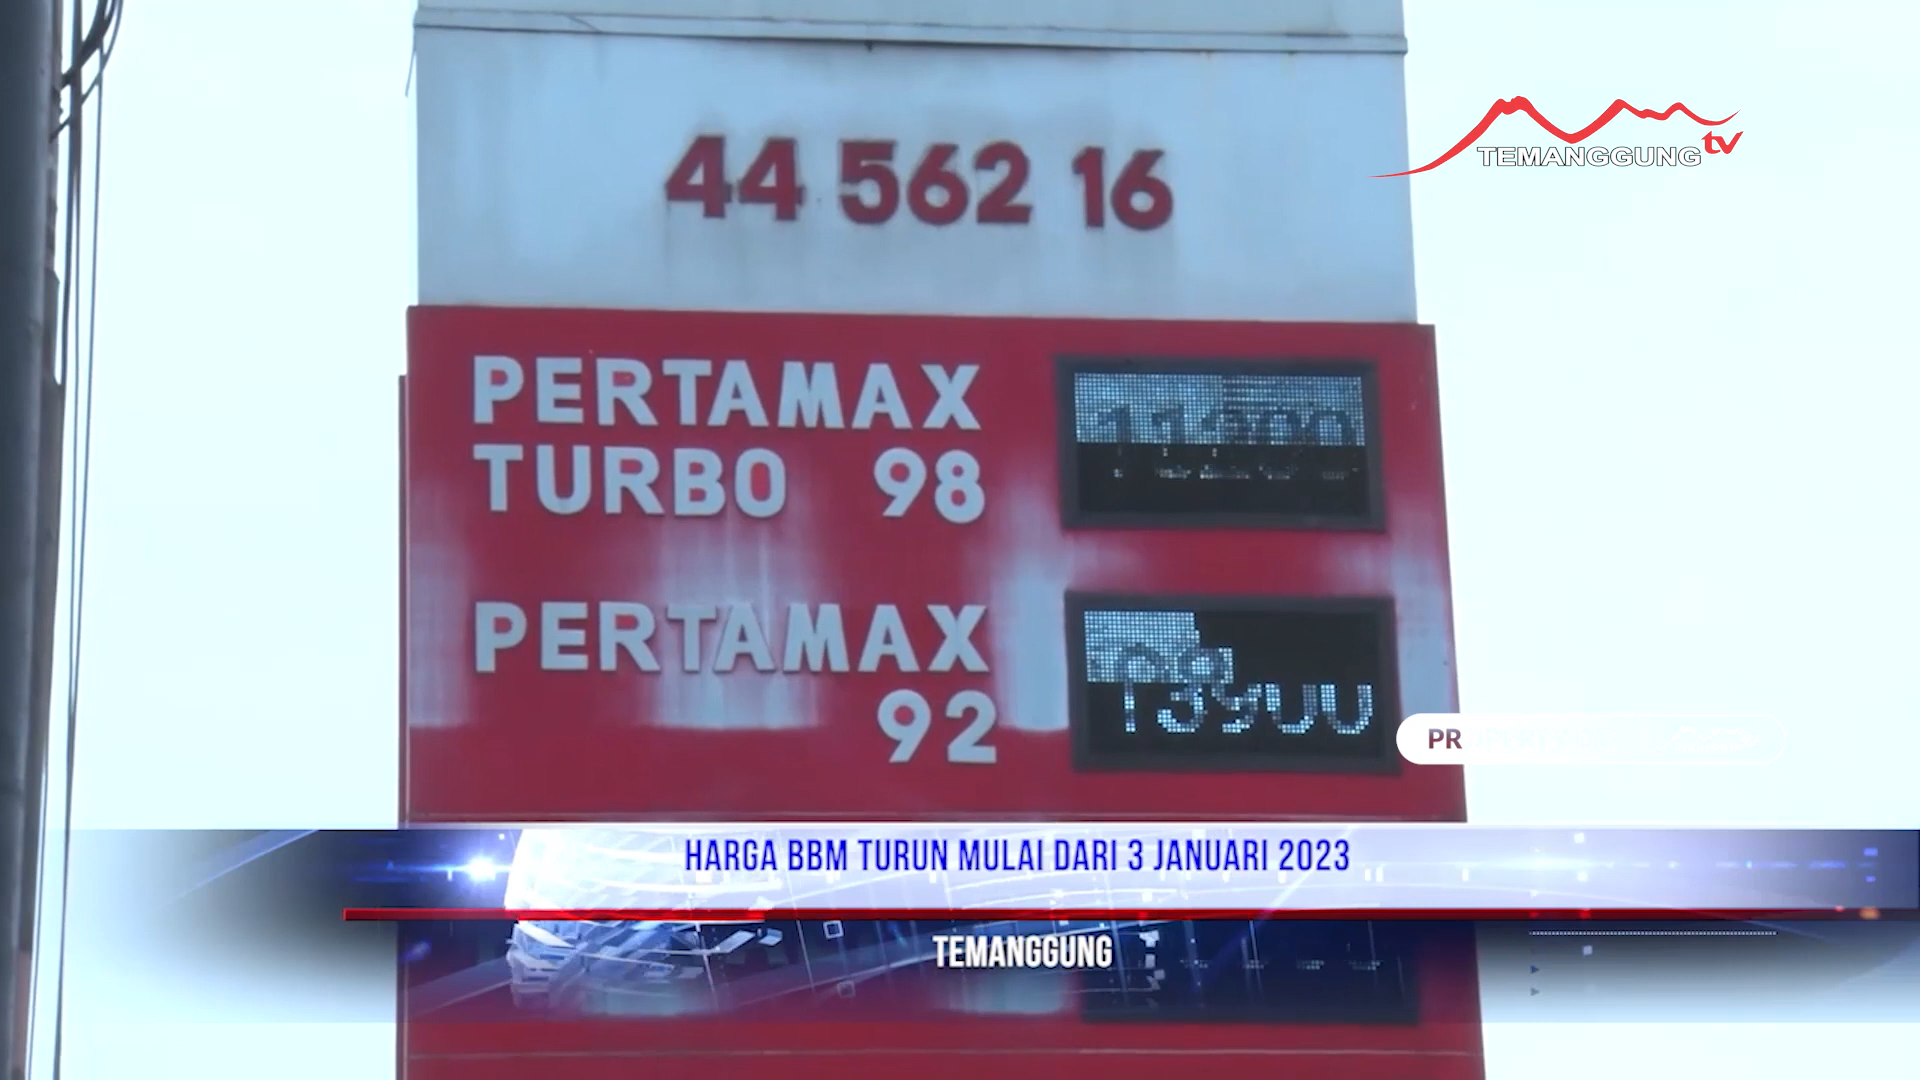 44 562 16
TEMANGGUNG tv
PERTAMAX
TURBO 98
PERTAMAX
92
13900
HARGA BBM TURUN MULAI DARI 3 JANUARI 2023
TEMANGGUNG